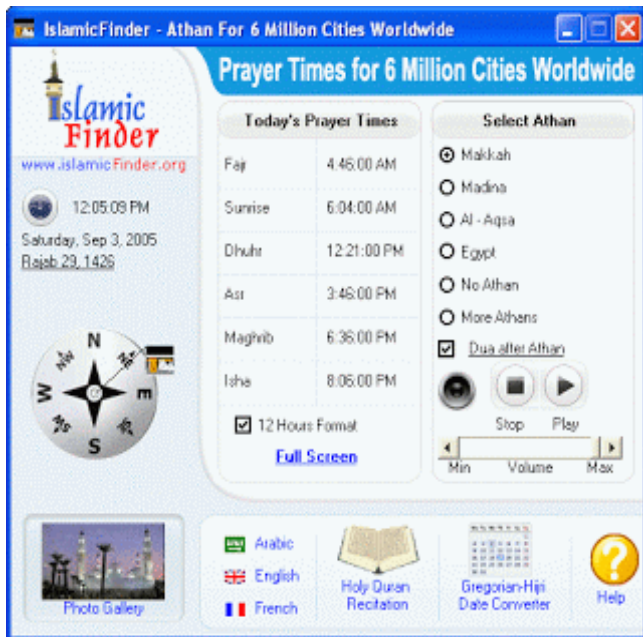 IslamicFinder - Athan For 6 Million Cities Worldwide
Prayer Times for 6 Million Cities Worldwide
Islamic
Finder
www.islamicFinder.org
12:05:09 PM
Saturday, Sep 3, 2005
Rajab 29, 1426
N
NE
E
S
W
NW
Today's Prayer Times
Fajr 4:46:00 AM
Sunrise 6:04:00 AM
Dhuhr 12:21:00 PM
Asr 3:46:00 PM
Maghrib 6:36:00 PM
Isha 8:06:00 PM
12 Hours Format
Full Screen
Select Athan
Makkah
Madina
Al - Aqsa
Egypt
No Athan
More Athans
Dua after Athan
Stop Play
Min Volume Max
Photo Gallery
Arabic
English
French
Holy Quran
Recitation
Gregorian-Hijri
Date Converter
Help